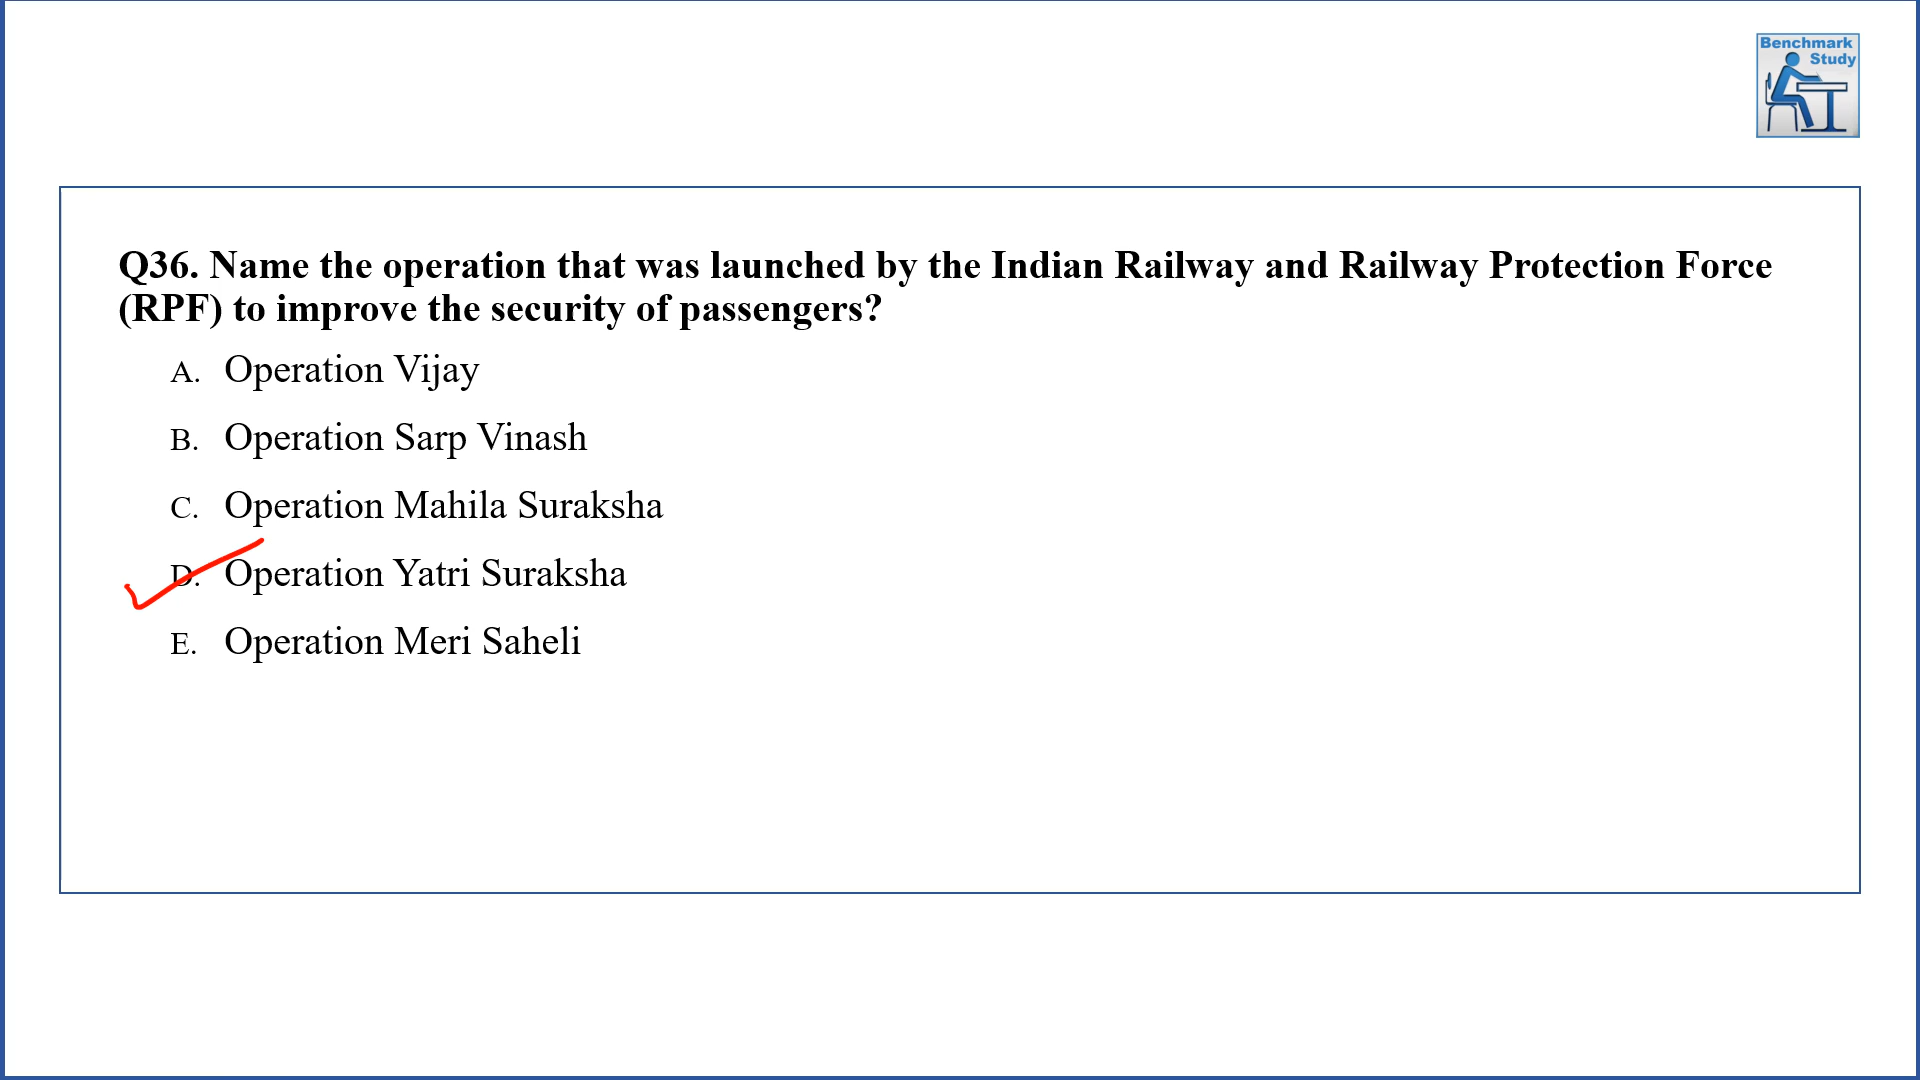 Benchmark
Study
Q36. Name the operation that was launched by the Indian Railway and Railway Protection Force
(RPF) to improve the security of passengers?
A. Operation Vijay
B. Operation Sarp Vinash
C. Operation Mahila Suraksha
D. Operation Yatri Suraksha
E. Operation Meri Saheli